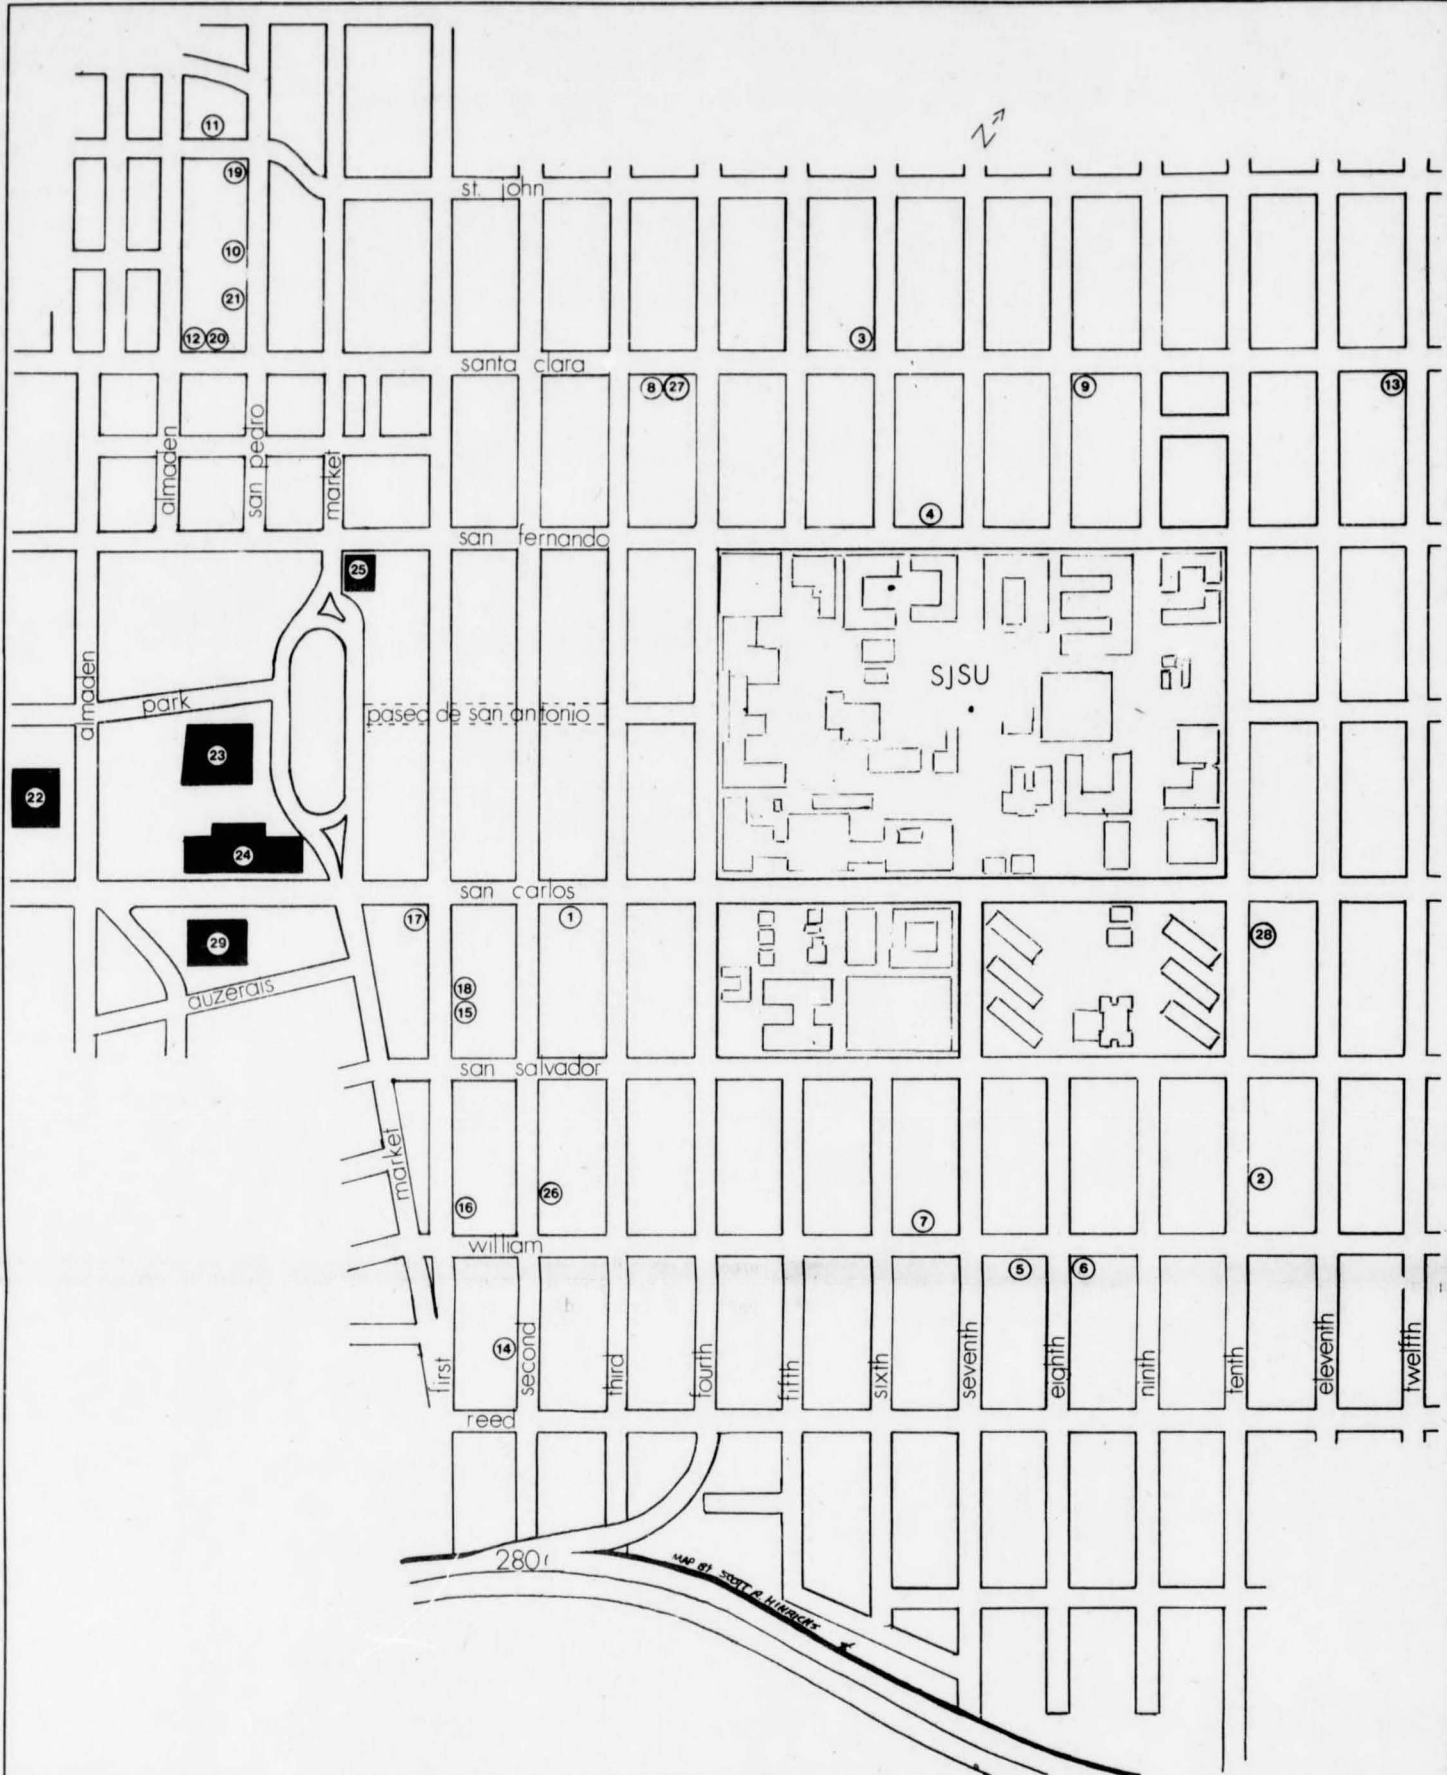 N
11
19
st. john
10
21
12 20
3
santa clara
8 27
9
13
almaden
san pedro
market
4
san fernando
25
SJSU
almaden
park
paseo de san antonio
23
22
24
san carlos
17
1
29
28
18
auzerais
15
san salvador
market
2
26
16
7
william
5
6
14
first
second
third
fourth
fifth
sixth
seventh
eighth
ninth
tenth
eleventh
twelfth
reed
280
MAP BY SCOTT A. HINRICHS